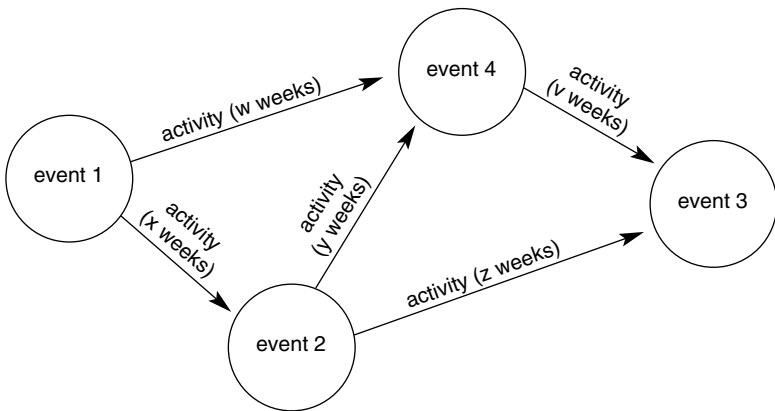 event 4
activity
(v weeks)
activity (w weeks)
event 1
event 3
activity
(x weeks)
activity
(y weeks)
activity (z weeks)
event 2